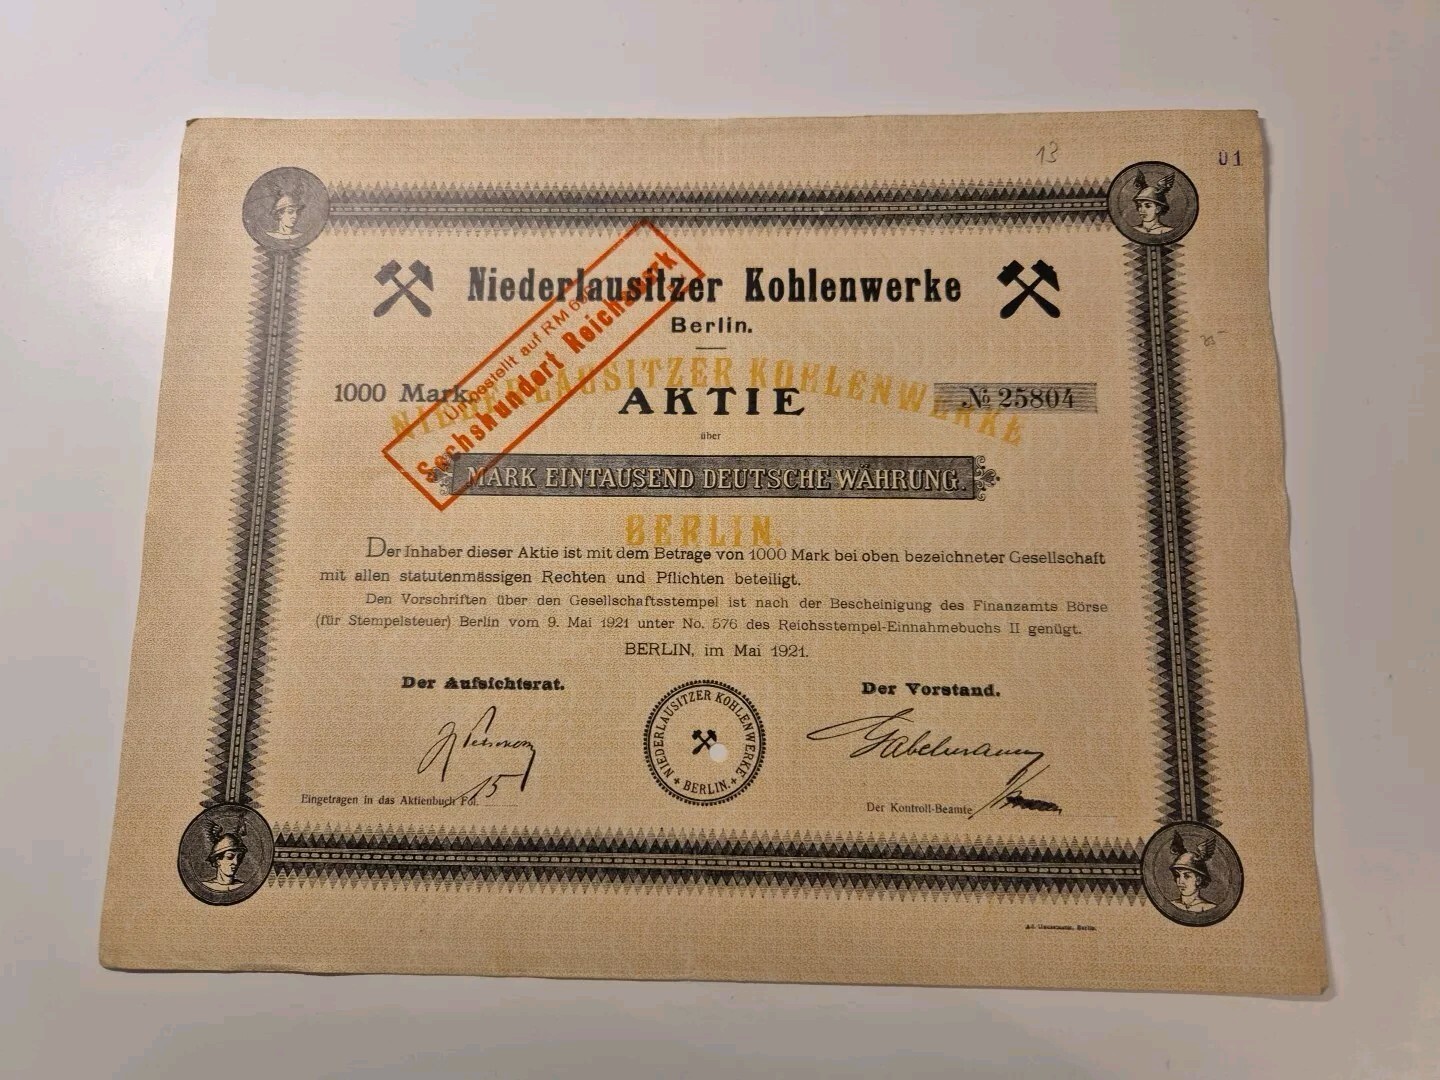 13
01
Niederlausitzer Kohlenwerke
Berlin.
Umgestellt auf RM
Sechshundert Reichsmark
NIEDERLAUSITZER KOHLENWERKE
1000 Mark.
AKTIE
№ 25804
über
MARK EINTAUSEND DEUTSCHE WÄHRUNG.
BERLIN.
Der Inhaber dieser Aktie ist mit dem Betrage von 1000 Mark bei oben bezeichneter Gesellschaft
mit allen statutenmässigen Rechten und Pflichten beteiligt.
Den Vorschriften über den Gesellschaftsstempel ist nach der Bescheinigung des Finanzamts Börse
(für Stempelsteuer) Berlin vom 9. Mai 1921 unter No. 576 des Reichsstempel-Einnahmebuchs II genügt.
BERLIN, im Mai 1921.
Der Aufsichtsrat.
Der Vorstand.
NIEDERLAUSITZER KOHLENWERKE
BERLIN.
Eingetragen in das Aktienbuch Fol. 15
Der Kontroll-Beamte
Berlin.